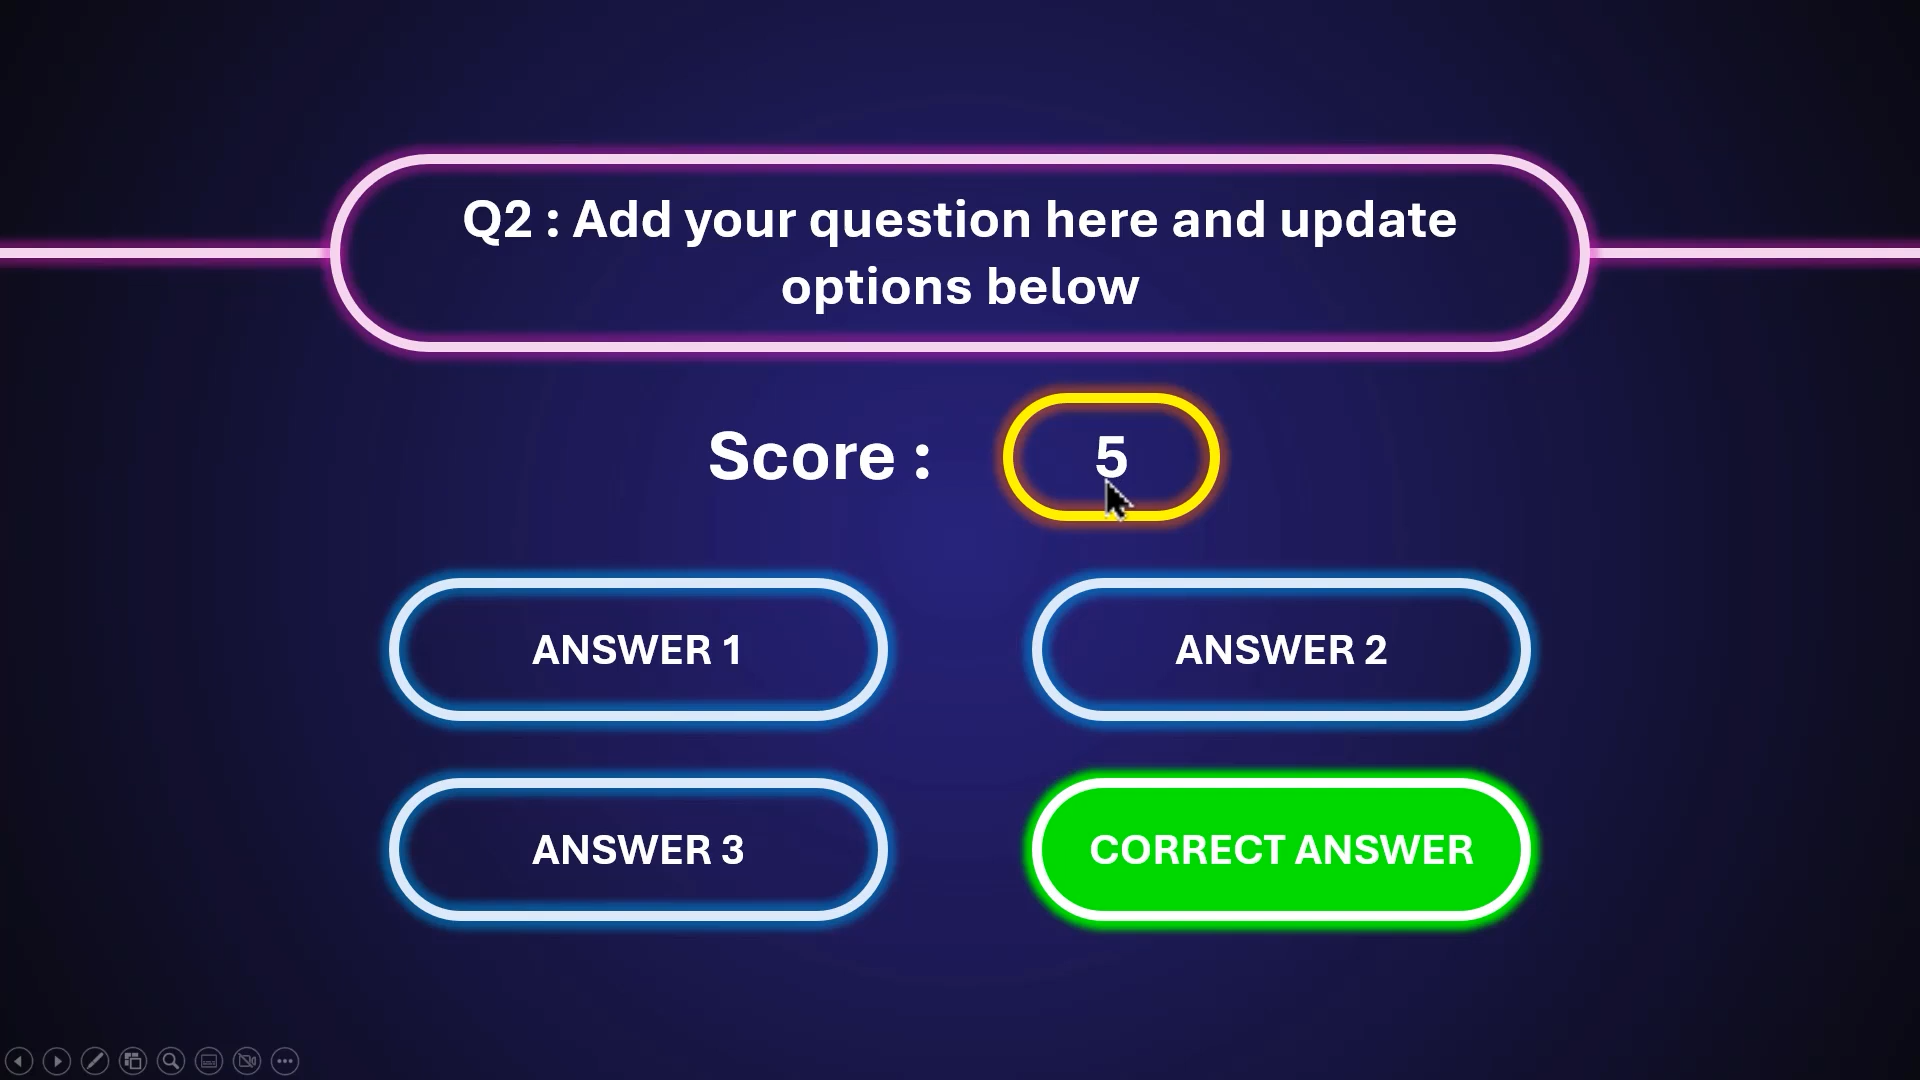 Q2 : Add your question here and update
options below
Score :
5
ANSWER 1
ANSWER 2
ANSWER 3
CORRECT ANSWER